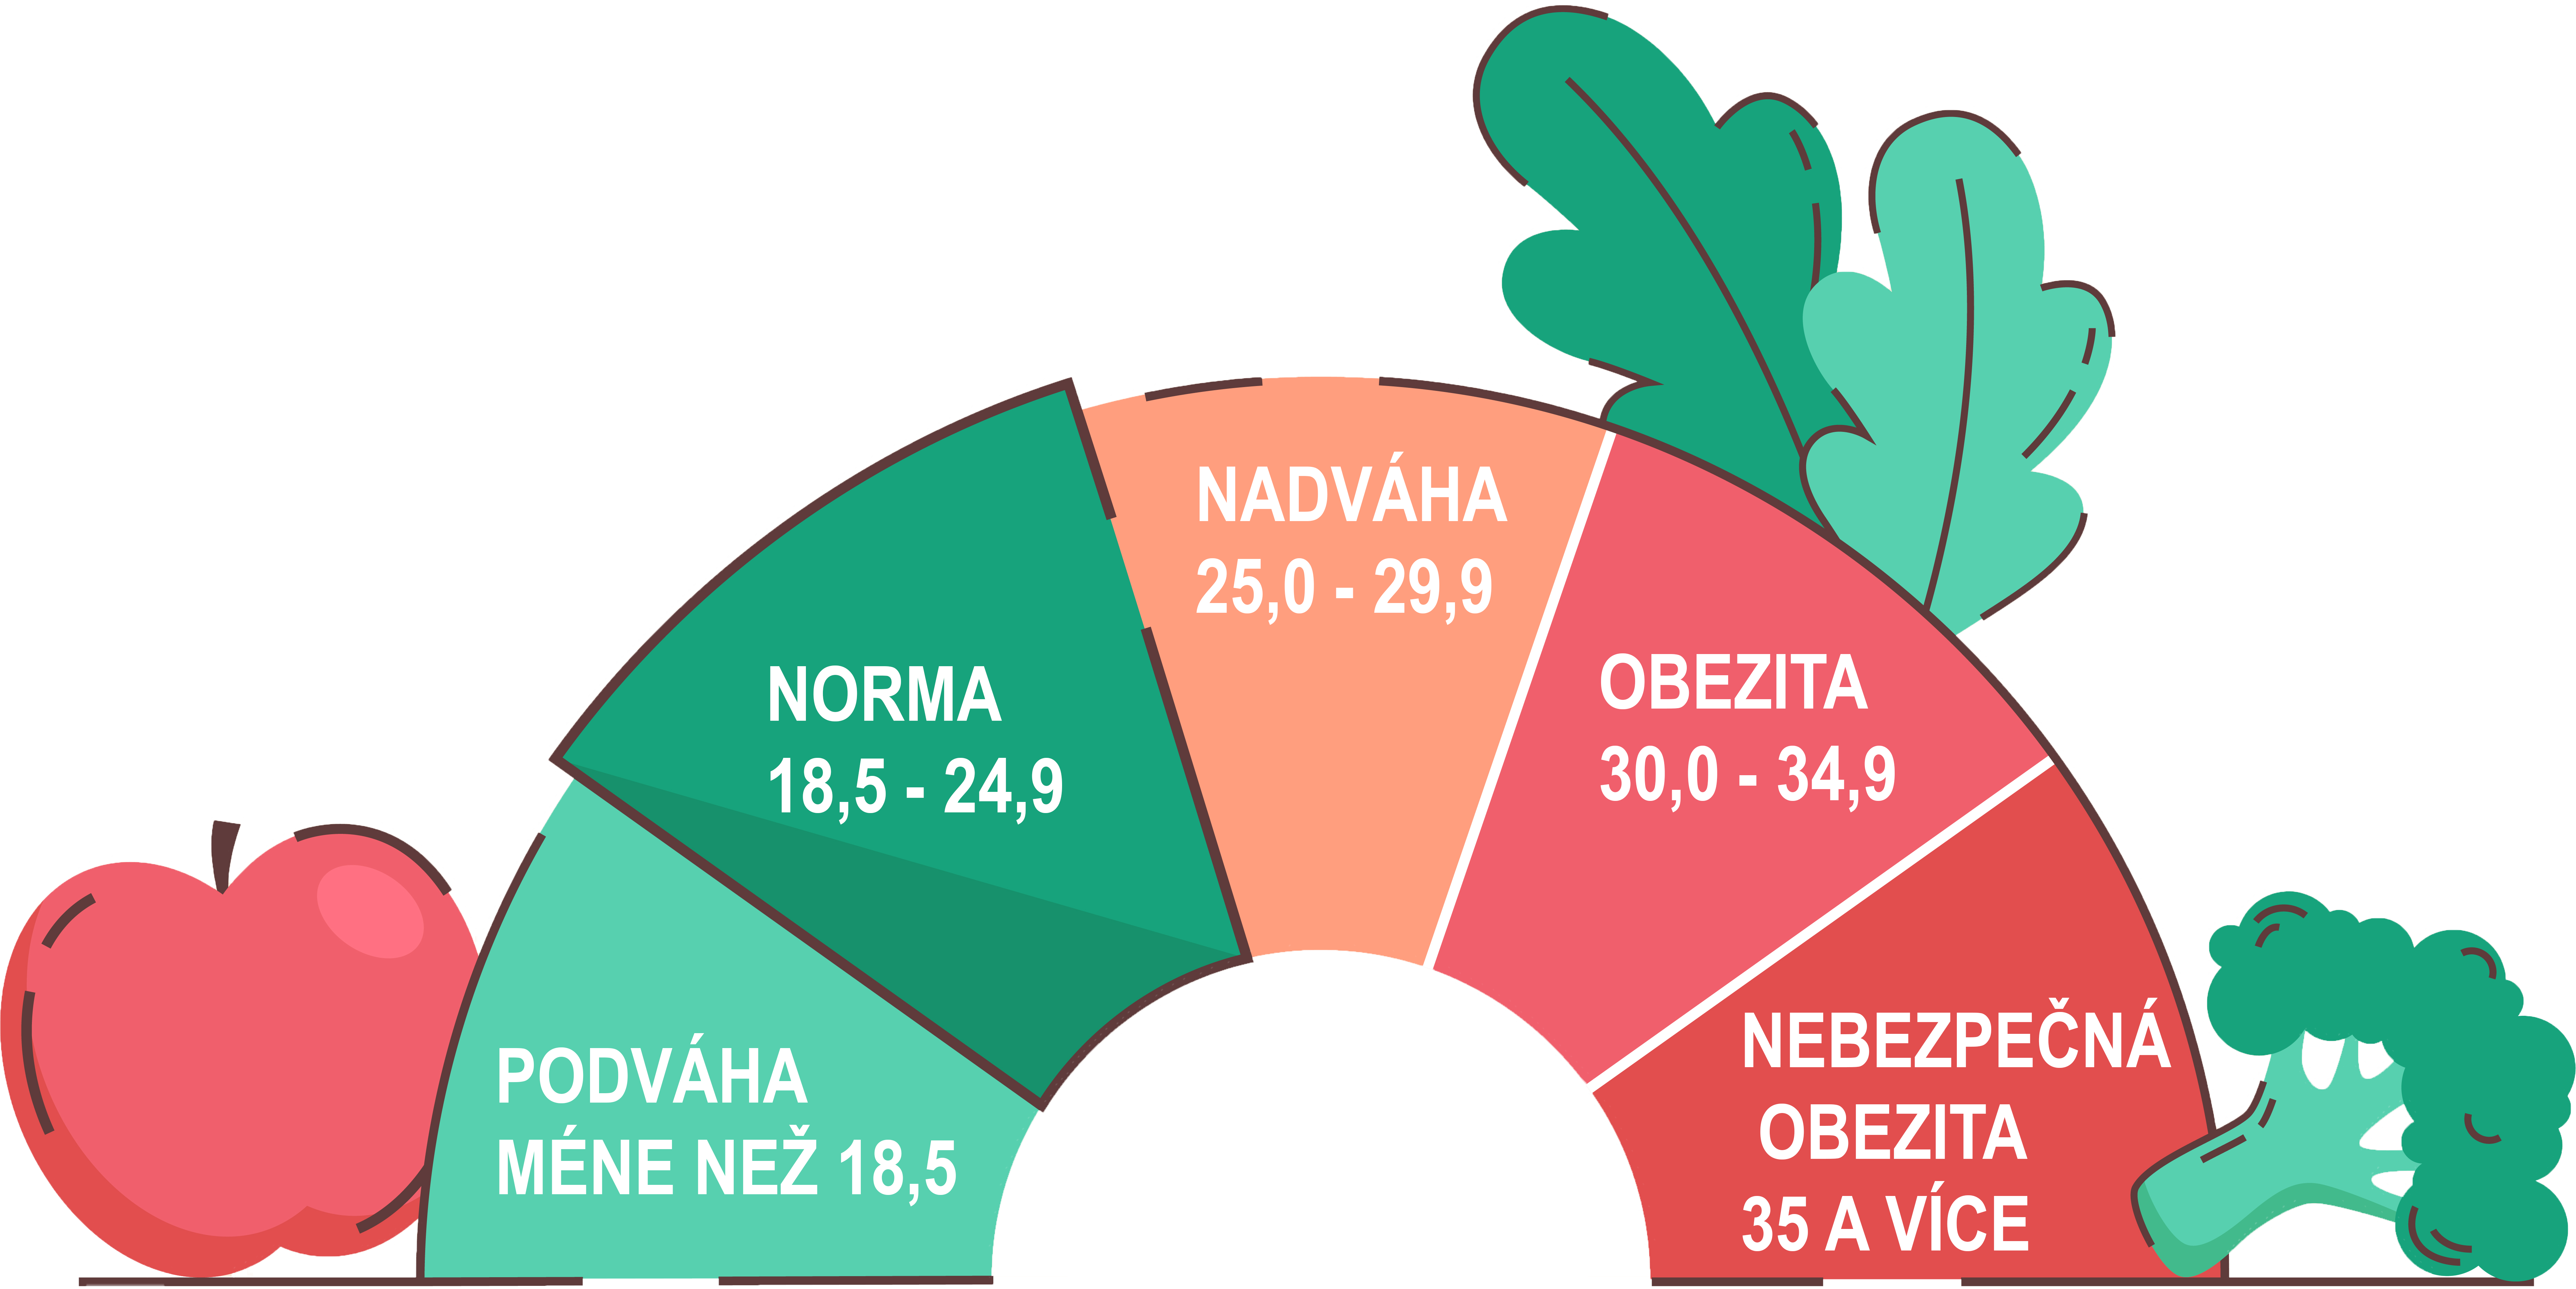 PODVÁHA
MÉNE NEŽ 18,5
NORMA
18,5 - 24,9
NADVÁHA
25,0 - 29,9
OBEZITA
30,0 - 34,9
NEBEZPEČNÁ
OBEZITA
35 A VÍCE